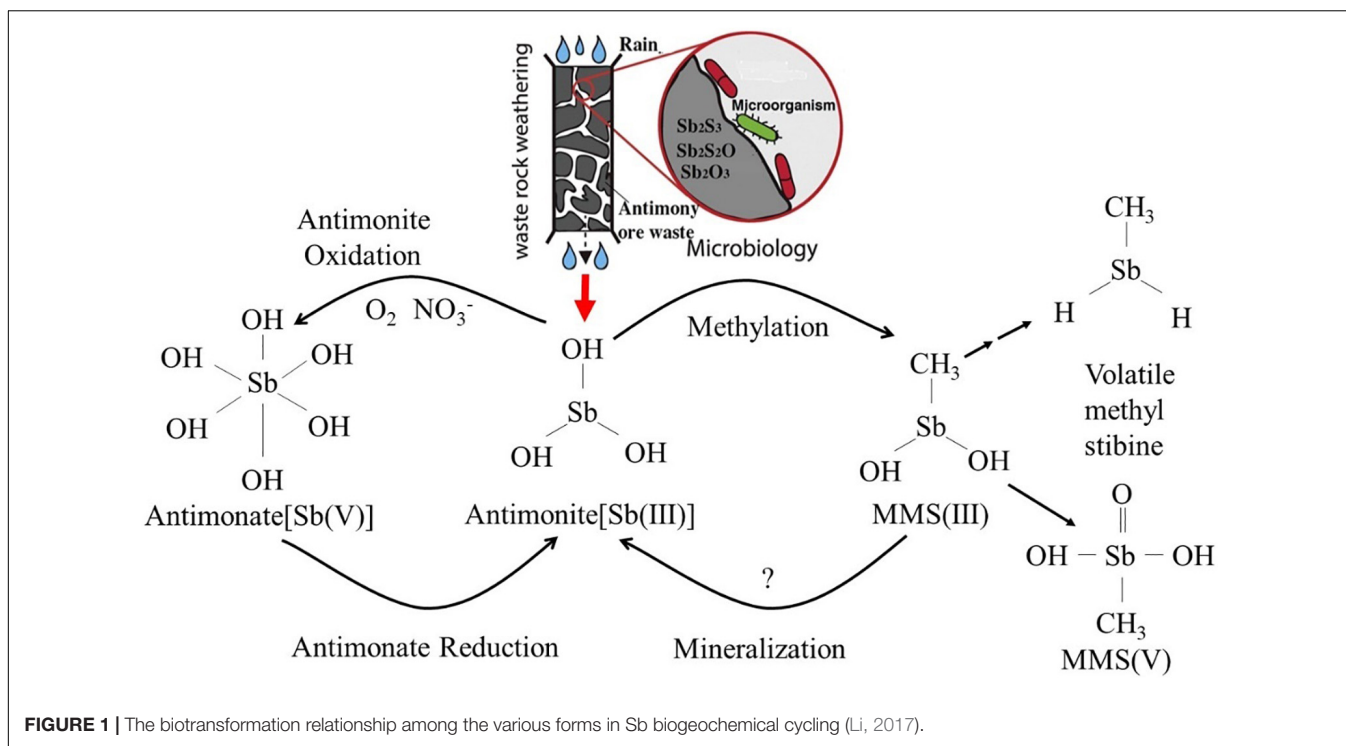 Rain
waste rock weathering
Microorganism
Sb2S3
Sb2S2O
Sb2O3
Antimony
ore waste
Microbiology
Antimonite
Oxidation
O2 NO3-
Methylation
OH
OH
OH
Sb
OH
OH
OH
Antimonate[Sb(V)]
OH
Sb
OH
OH
Antimonite[Sb(III)]
CH3
Sb
OH
OH
MMS(III)
CH3
Sb
H
H
Volatile
methyl
stibine
O
OH – Sb – OH
CH3
MMS(V)
Antimonate Reduction
?
Mineralization
FIGURE 1 | The biotransformation relationship among the various forms in Sb biogeochemical cycling (Li, 2017).